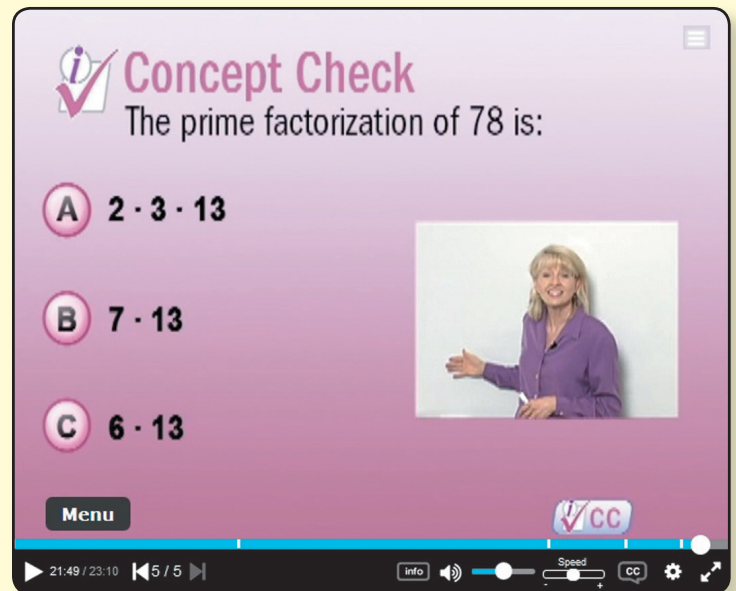 Concept Check
The prime factorization of 78 is:
A 2 · 3 · 13
B 7 · 13
C 6 · 13
Menu
i CC
21:49 / 23:10 5 / 5 info Speed - + CC